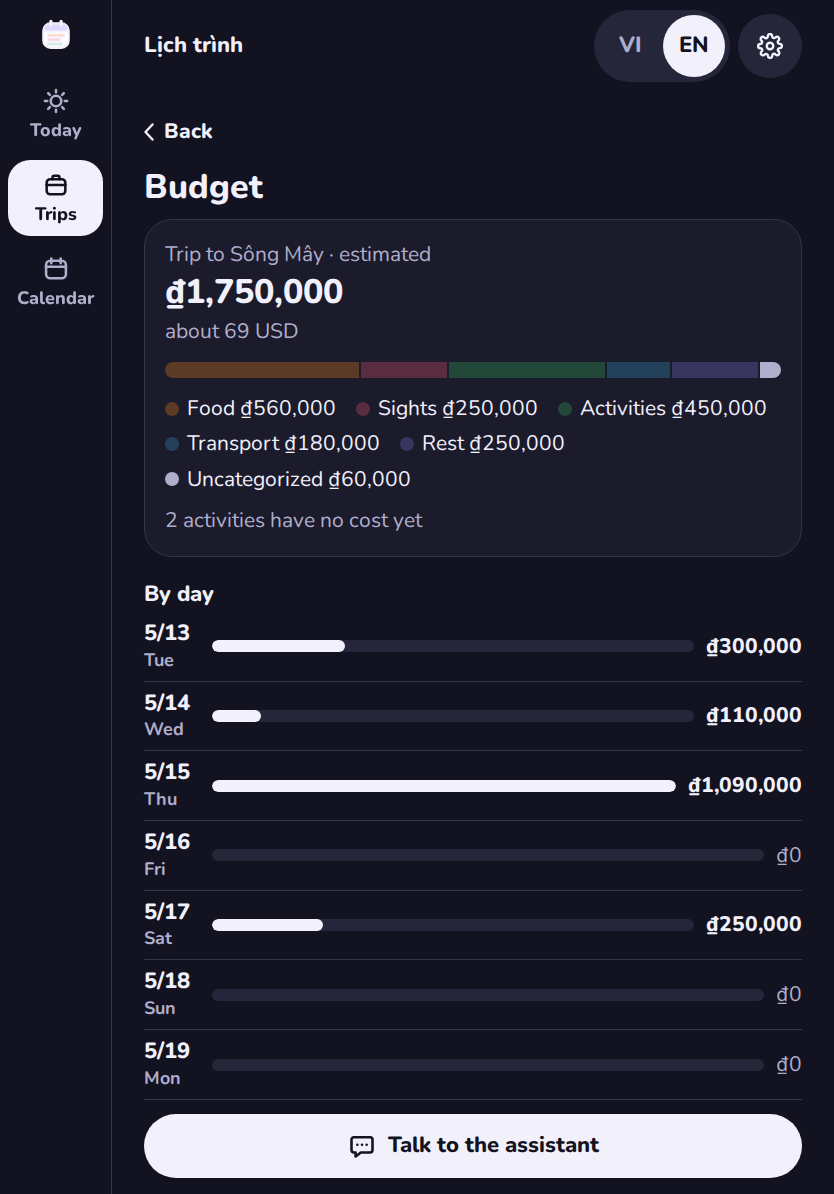 Lịch trình
VI
EN
Today
Trips
Calendar
Back
Budget
Trip to Sông Mây · estimated
₫1,750,000
about 69 USD
Food ₫560,000
Sights ₫250,000
Activities ₫450,000
Transport ₫180,000
Rest ₫250,000
Uncategorized ₫60,000
2 activities have no cost yet
By day
5/13
Tue
₫300,000
5/14
Wed
₫110,000
5/15
Thu
₫1,090,000
5/16
Fri
₫0
5/17
Sat
₫250,000
5/18
Sun
₫0
5/19
Mon
₫0
Talk to the assistant